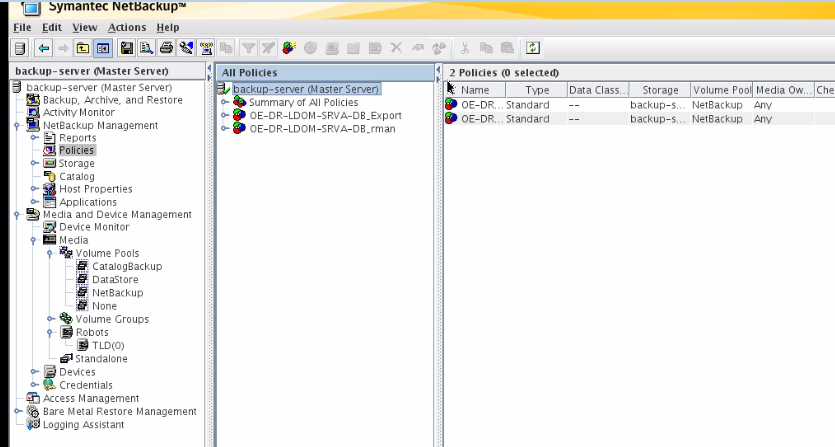 Symantec NetBackup™
File Edit View Actions Help
backup-server (Master Server)
backup-server (Master Server)
Backup, Archive, and Restore
Activity Monitor
NetBackup Management
Reports
Policies
Storage
Catalog
Host Properties
Applications
Media and Device Management
Device Monitor
Media
Volume Pools
CatalogBackup
DataStore
NetBackup
None
Volume Groups
Robots
TLD(0)
Standalone
Devices
Credentials
Access Management
Bare Metal Restore Management
Logging Assistant
All Policies
backup-server (Master Server)
Summary of All Policies
OE-DR-LDOM-SRVA-DB_Export
OE-DR-LDOM-SRVA-DB_rman
2 Policies (0 selected)
Name Type Data Class... Storage Volume Pool Media Ow... Che
OE-DR... Standard -- backup-s... NetBackup Any
OE-DR... Standard -- backup-s... NetBackup Any